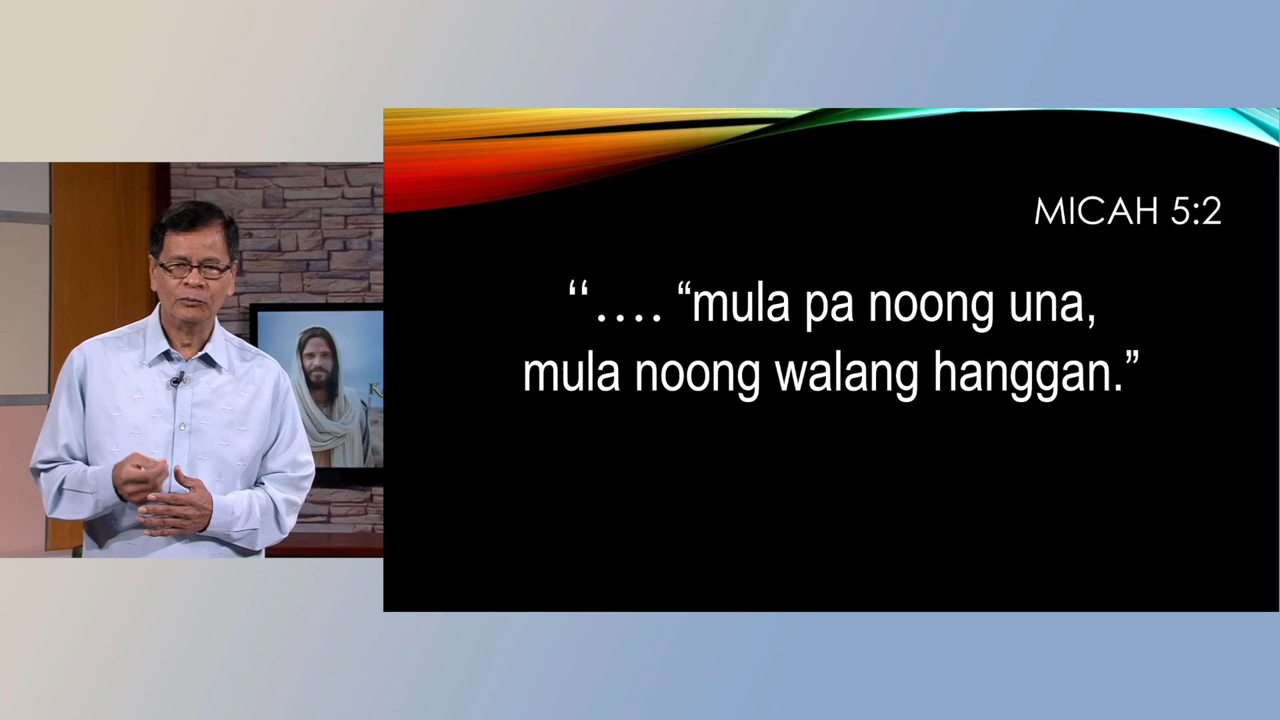 MICAH 5:2
“…. “mula pa noong una,
mula noong walang hanggan.”